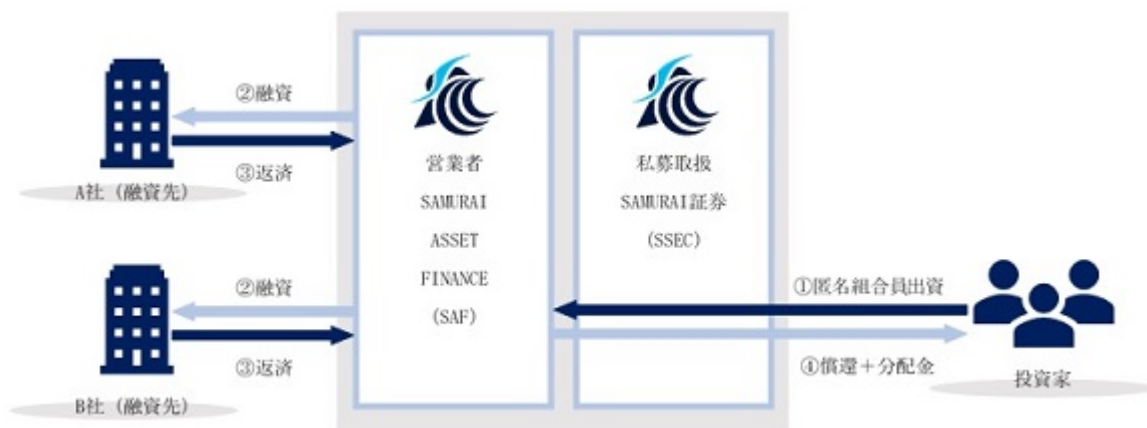 ②融資
③返済
A社（融資先）
②融資
③返済
B社（融資先）
営業者
SAMURAI
ASSET
FINANCE
(SAF)
私募取扱
SAMURAI証券
(SSEC)
①匿名組合員出資
④償還＋分配金
投資家